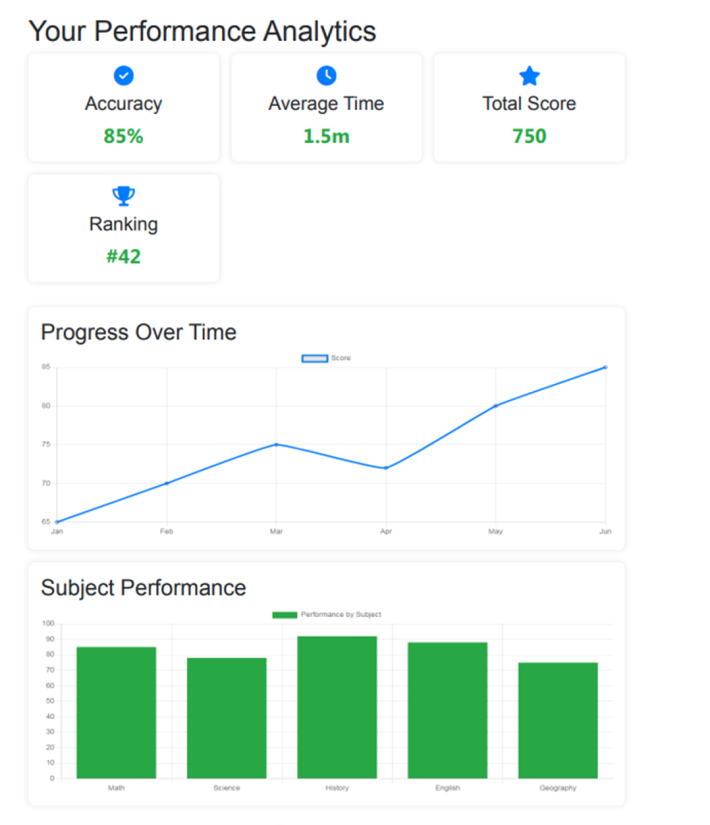 Your Performance Analytics
Accuracy
85%
Average Time
1.5m
Total Score
750
Ranking
#42
Progress Over Time
Score
85
80
75
70
65
Jan Feb Mar Apr May Jun
Subject Performance
Performance by Subject
100
90
80
70
60
50
40
30
20
10
0
Math Science History English Geography